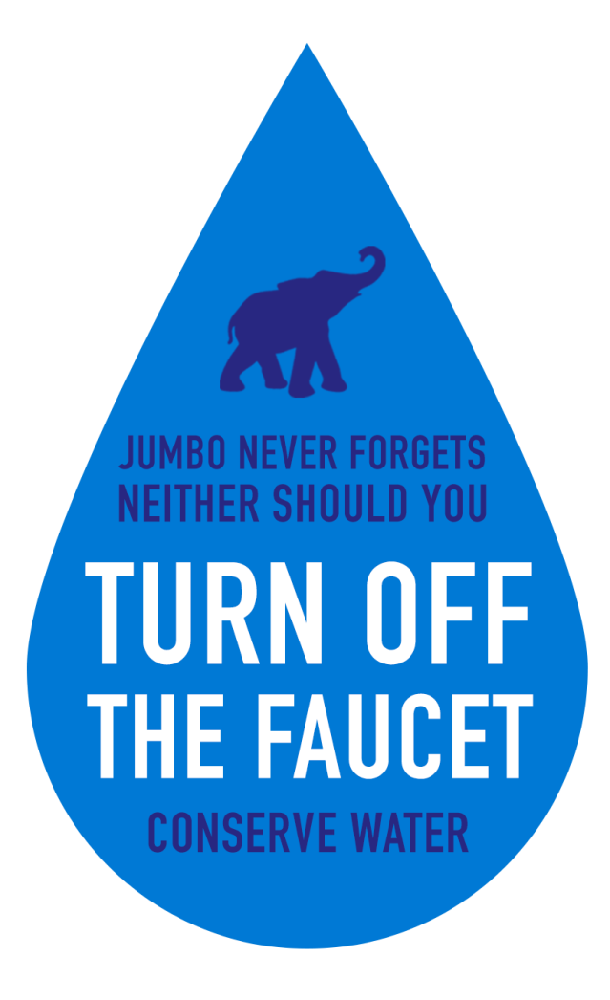 JUMBO NEVER FORGETS
NEITHER SHOULD YOU
TURN OFF
THE FAUCET
CONSERVE WATER